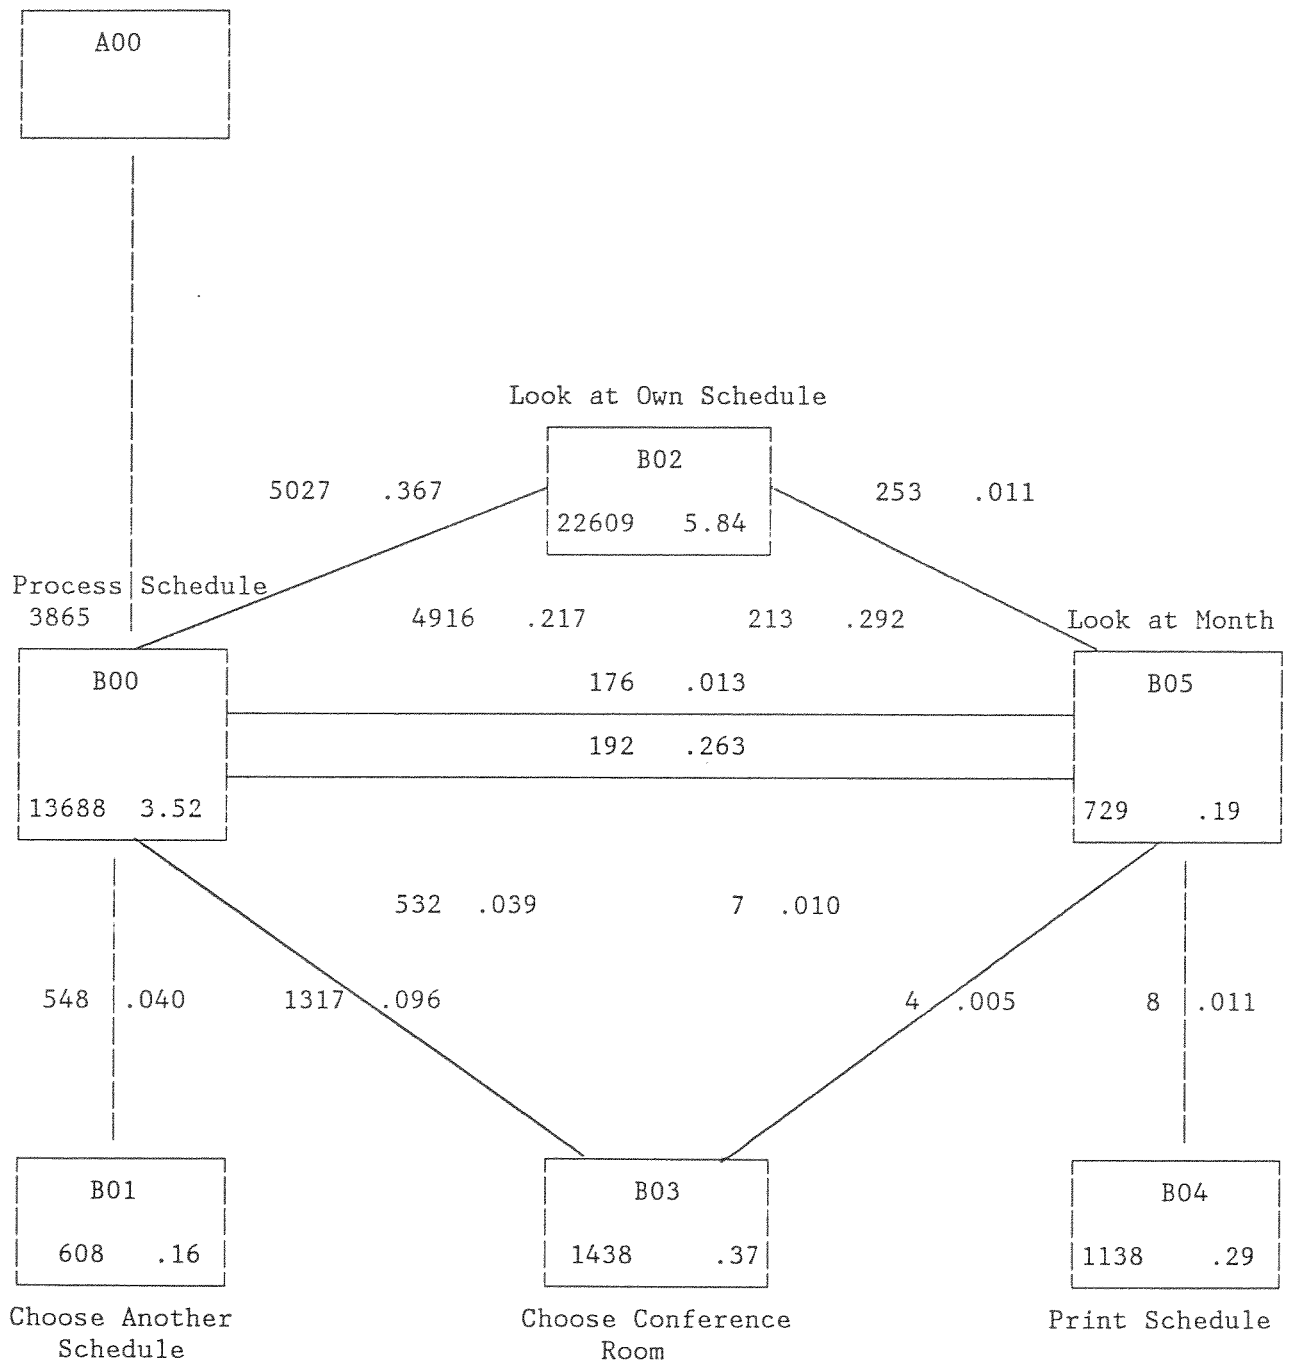 A00
Look at Own Schedule
B02
5027 .367
253 .011
22609 5.84
Process Schedule
3865
4916 .217
213 .292
Look at Month
B00
176 .013
B05
192 .263
13688 3.52
729 .19
532 .039
7 .010
548 .040
1317 .096
4 .005
8 .011
B01
B03
B04
608 .16
1438 .37
1138 .29
Choose Another
Schedule
Choose Conference
Room
Print Schedule